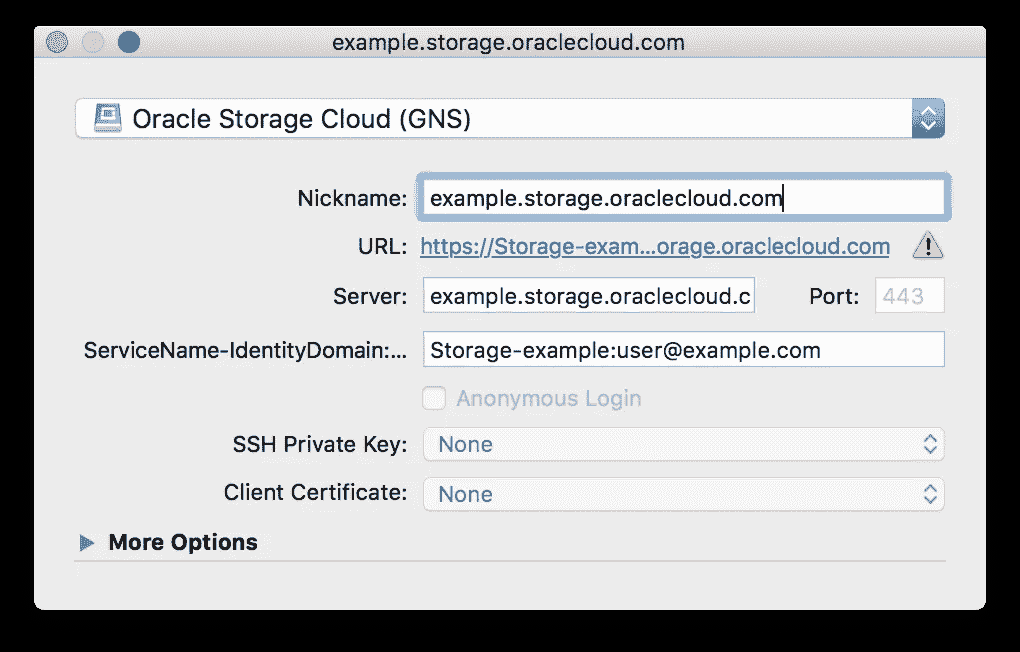 example.storage.oraclecloud.com
Oracle Storage Cloud (GNS)
Nickname: example.storage.oraclecloud.com
URL: https://Storage-exam...orage.oraclecloud.com
Server: example.storage.oraclecloud.c Port: 443
ServiceName-IdentityDomain:... Storage-example:user@example.com
Anonymous Login
SSH Private Key: None
Client Certificate: None
More Options